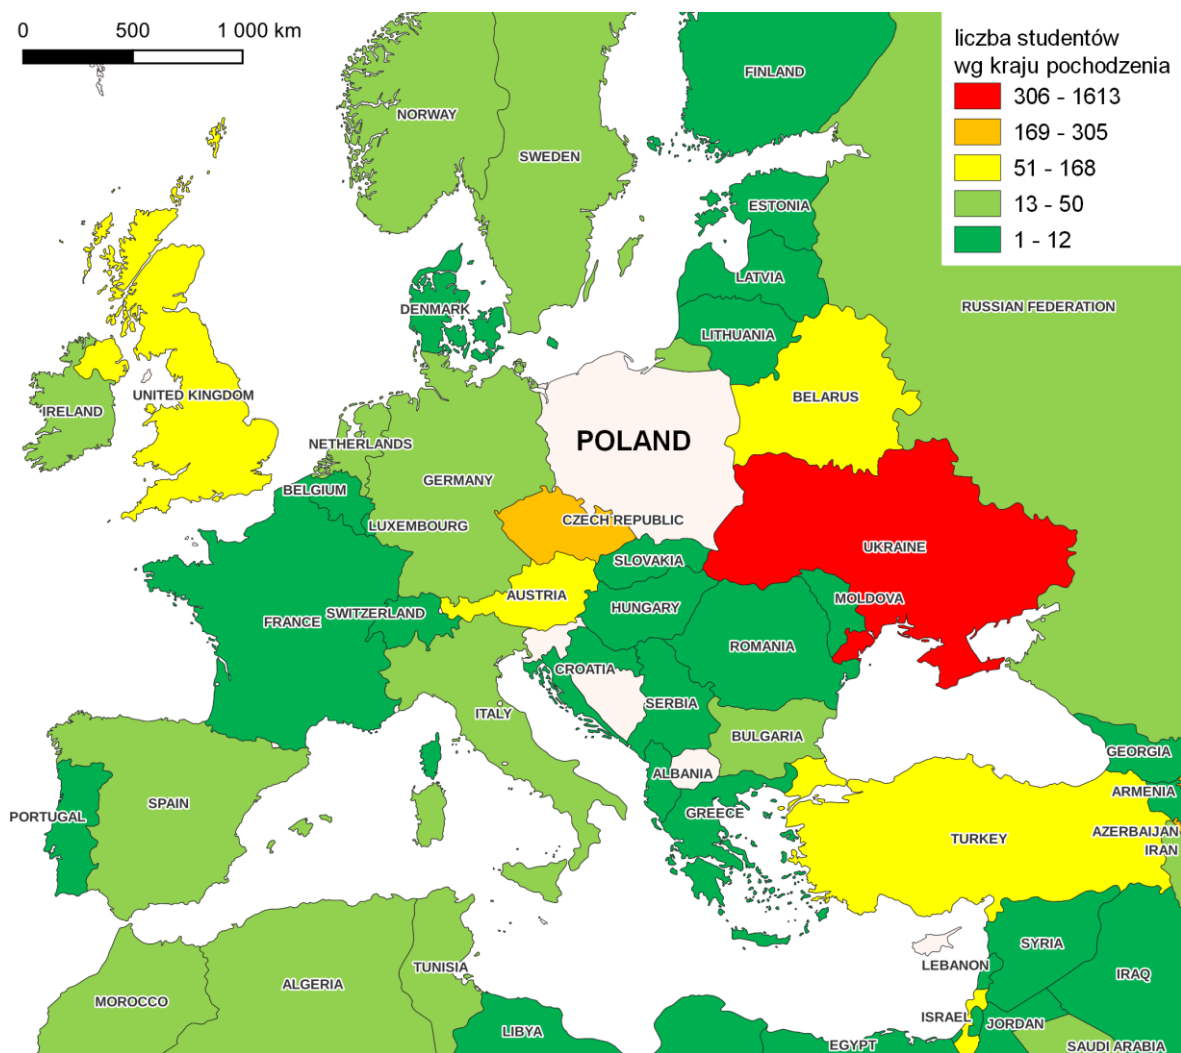 0 500 1 000 km
liczba studentów
wg kraju pochodzenia
306 - 1613
169 - 305
51 - 168
13 - 50
1 - 12
FINLAND
NORWAY
SWEDEN
ESTONIA
LATVIA
RUSSIAN FEDERATION
DENMARK
LITHUANIA
UNITED KINGDOM
BELARUS
IRELAND
POLAND
NETHERLANDS
GERMANY
BELGIUM
LUXEMBOURG
CZECH REPUBLIC
UKRAINE
SLOVAKIA
AUSTRIA
MOLDOVA
HUNGARY
SWITZERLAND
FRANCE
ROMANIA
CROATIA
SERBIA
ITALY
BULGARIA
GEORGIA
ALBANIA
ARMENIA
SPAIN
PORTUGAL
GREECE
AZERBAIJAN
TURKEY
IRAN
SYRIA
LEBANON
TUNISIA
IRAQ
ALGERIA
MOROCCO
ISRAEL
JORDAN
LIBYA
EGYPT
SAUDI ARABIA